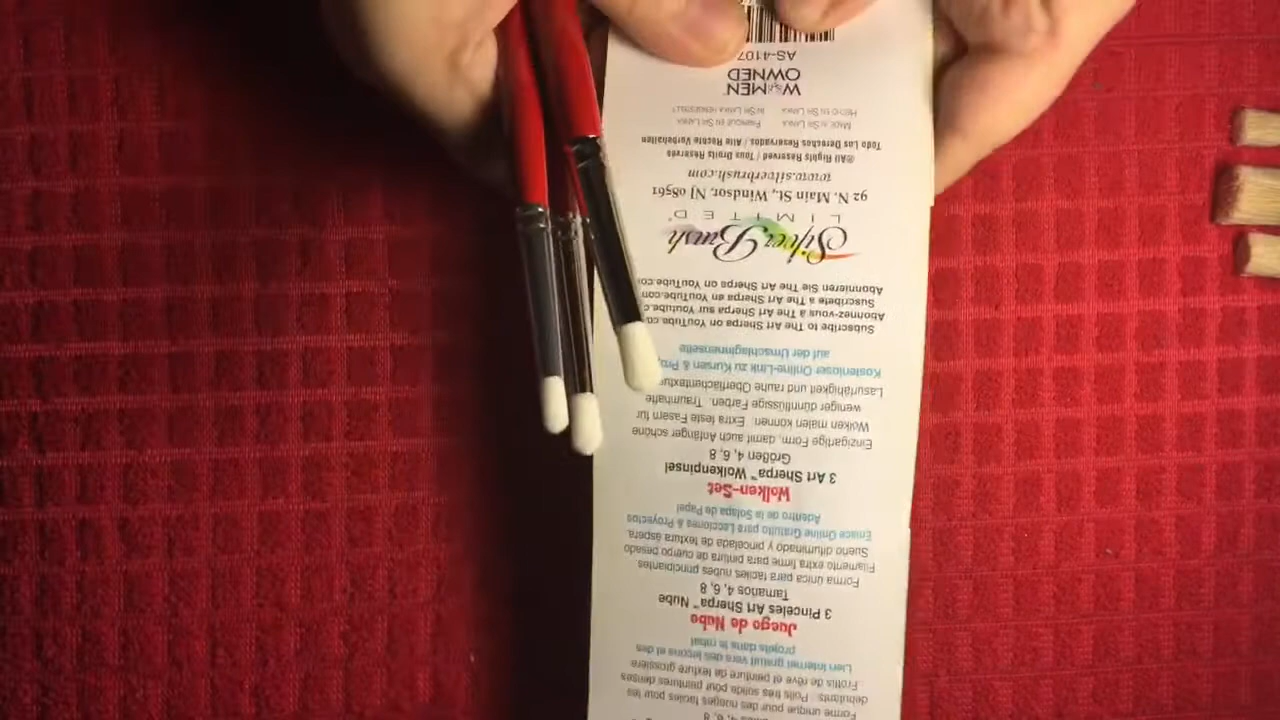 4, 6, 8
Forme unique pour des nuages faciles pour les
débutants. Poils très solide pour peintures denses
Frottis de rêve et peinture de texture grossière
Lien internet gratuit vers des leçons et des
projets dans le rabat
Juego de Nube
3 Pinceles Art Sherpa™ Nube
Tamaños 4, 6, 8
Forma única para fáciles nubes principiantes
Filamento extra firme para pintura de cuerpo pesado
Sueño difuminado y pincelada de textura áspera.
Enlace Online Gratuito para Lecciones & Proyectos
Adentro de la Solapa de Papel
Wolken-Set
3 Art Sherpa™ Wolkenpinsel
Größen 4, 6, 8
Einzigartige Form, damit auch Anfänger schöne
Wolken malen können. Extra feste Fasern für
weniger dünnflüssige Farben. Traumhafte
Lasurfähigkeit und rauhe Oberflächentextur
Kostenloser Online-Link zu Kursen &
auf der Umschlaginnenseite
Subscribe to The Art Sherpa on YouTube.co
Abonnez-vous à The Art Sherpa sur Youtube.c
Suscríbete a The Art Sherpa en YouTube.com
Abonnieren Sie The Art Sherpa on YouTube.co
Silver Brush
LIMITED®
92 N. Main St., Windsor, NJ 08561
www.silverbrush.com
®All Rights Reserved / Tous Droits Réservés
Todo Los Derechos Reservados / Alle Rechte Vorbehalten
Made in Sri Lanka Fabriqué en Sri Lanka
Hecho en Sri Lanka In Sri Lanka hergestellt
WOMEN
OWNED
AS-4107